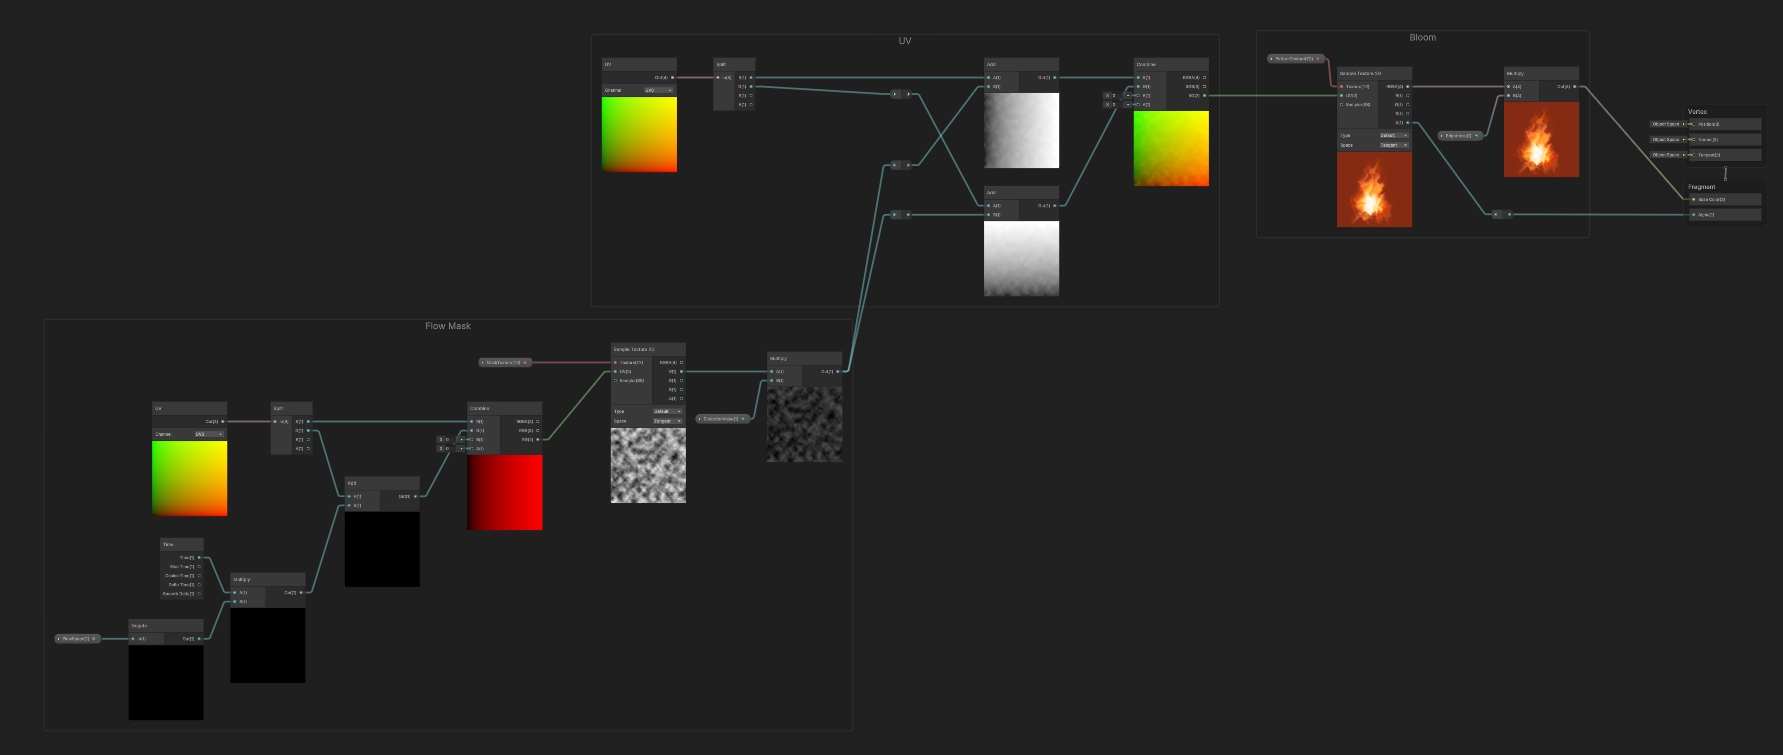 UV
UV
Out(4)
Channel
UV0
Split
In(4)
R(1)
G(1)
B(1)
A(1)
Add
A(1)
Out(1)
B(1)
Add
A(1)
Out(1)
B(1)
Combine
R(1)
RGBA(4)
G(1)
RGB(3)
X 0
B(1)
RG(2)
X 0
A(1)
Bloom
Sample Texture 2D
Texture(T2)
RGBA(4)
UV(2)
R(1)
Sampler(SS)
G(1)
B(1)
A(1)
Type
Default
Space
Tangent
Multiply
A(4)
Out(4)
B(4)
Brightness(1)
Vertex
Object Space
Position(3)
Object Space
Normal(3)
Object Space
Tangent(3)
Fragment
Base Color(3)
Alpha(1)
Flow Mask
UV
Out(4)
Channel
UV0
Split
In(4)
R(1)
G(1)
B(1)
A(1)
Time
Time(1)
Sine Time(1)
Cosine Time(1)
Delta Time(1)
Smooth Delta(1)
FlowSpeed(1)
Negate
In(1)
Out(1)
Multiply
A(1)
Out(1)
B(1)
Add
A(1)
Out(1)
B(1)
Combine
R(1)
RGBA(4)
G(1)
RGB(3)
X 0
B(1)
RG(2)
X 0
A(1)
MaskTexture(T2)
Sample Texture 2D
Texture(T2)
RGBA(4)
UV(2)
R(1)
Sampler(SS)
G(1)
B(1)
A(1)
Type
Default
Space
Tangent
Multiply
A(1)
Out(1)
B(1)